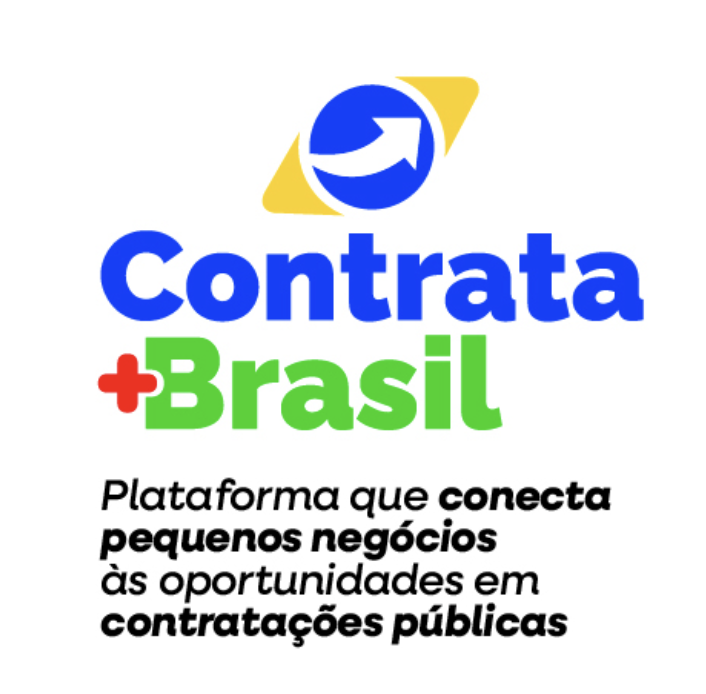 Contrata
+Brasil
Plataforma que conecta
pequenos negócios
às oportunidades em
contratações públicas